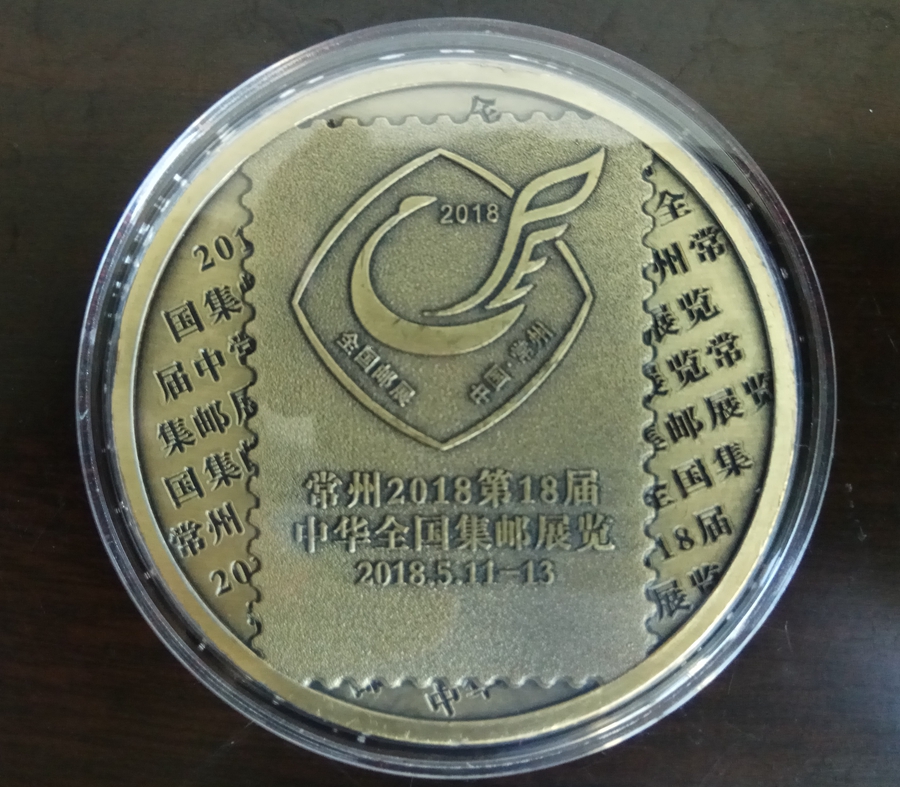 2018
全国邮展
中国·常州
常州2018第18届
中华全国集邮展览
2018.5.11-13
20
国集
届中常
集邮展
国集
常州
20
全
州常
展览
览常
邮展览
全国集
18届
展览
中华